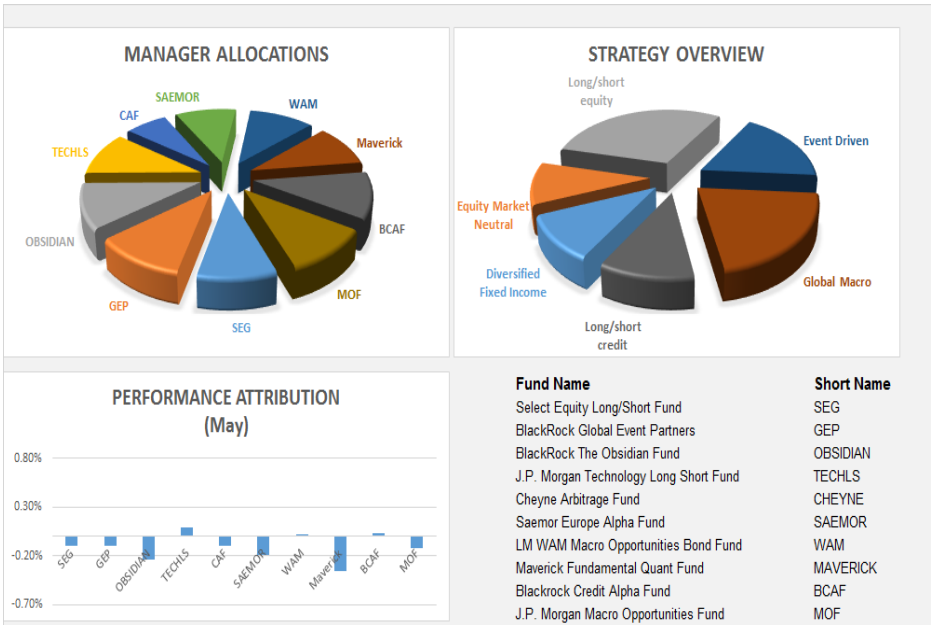 MANAGER ALLOCATIONS
SAEMOR
WAM
CAF
Maverick
TECHLS
BCAF
OBSIDIAN
MOF
GEP
SEG
STRATEGY OVERVIEW
Long/short
equity
Event Driven
Equity Market
Neutral
Diversified
Fixed Income
Global Macro
Long/short
credit
PERFORMANCE ATTRIBUTION
(May)
0.80%
0.30%
-0.20%
-0.70%
SEG
GEP
OBSIDIAN
TECHLS
CAF
SAEMOR
WAM
Maverick
BCAF
MOF
Fund Name Short Name
Select Equity Long/Short Fund SEG
BlackRock Global Event Partners GEP
BlackRock The Obsidian Fund OBSIDIAN
J.P. Morgan Technology Long Short Fund TECHLS
Cheyne Arbitrage Fund CHEYNE
Saemor Europe Alpha Fund SAEMOR
LM WAM Macro Opportunities Bond Fund WAM
Maverick Fundamental Quant Fund MAVERICK
Blackrock Credit Alpha Fund BCAF
J.P. Morgan Macro Opportunities Fund MOF